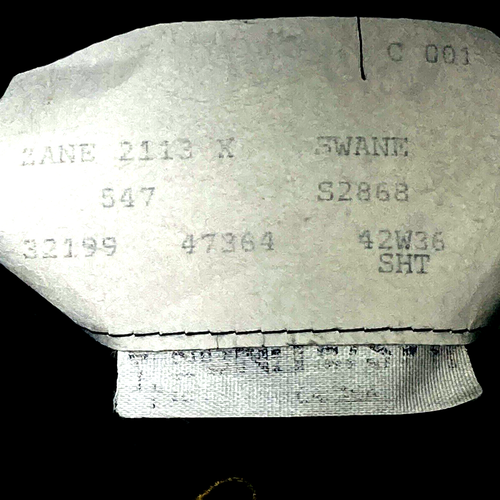 C 001
ZANE 2113 X SWANE
547 S2868
32199 47364 42W36
SHT